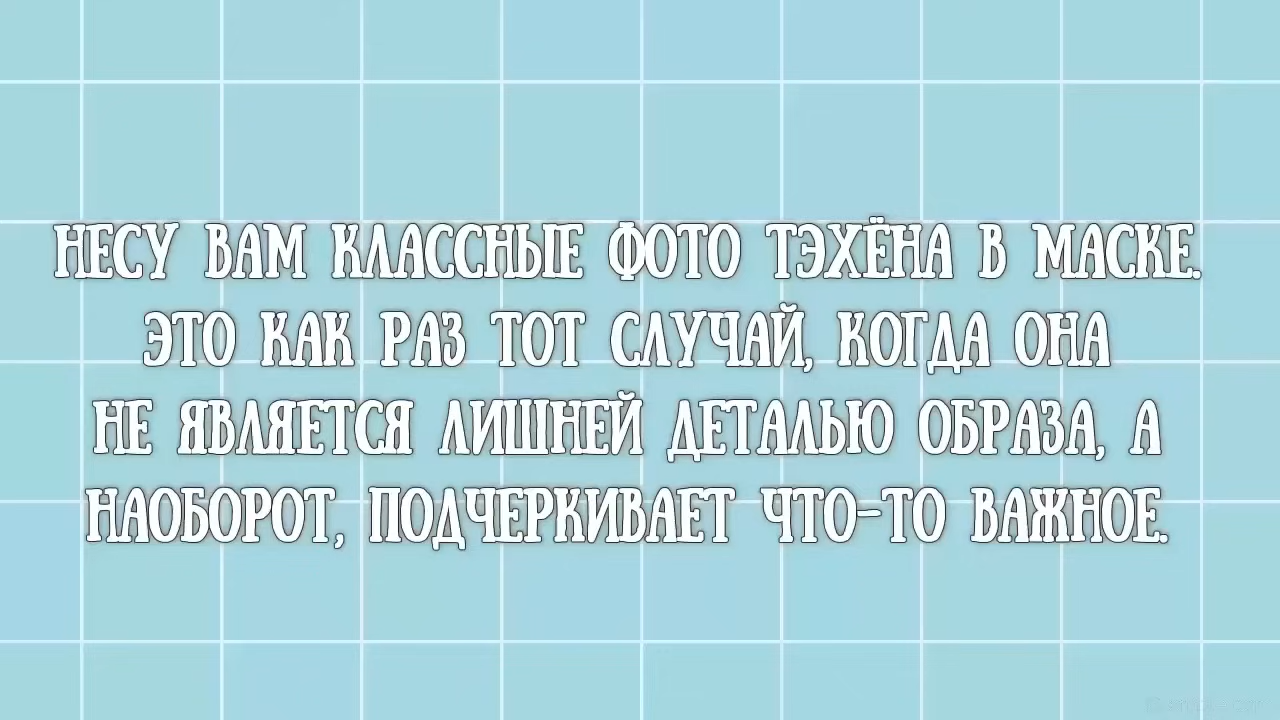 НЕСУ ВАМ КЛАССНЫЕ ФОТО ТЭХЁНА В МАСКЕ.
ЭТО КАК РАЗ ТОТ СЛУЧАЙ, КОГДА ОНА
НЕ ЯВЛЯЕТСЯ ЛИШНЕЙ ДЕТАЛЬЮ ОБРАЗА, А
НАОБОРОТ, ПОДЧЕРКИВАЕТ ЧТО-ТО ВАЖНОЕ.